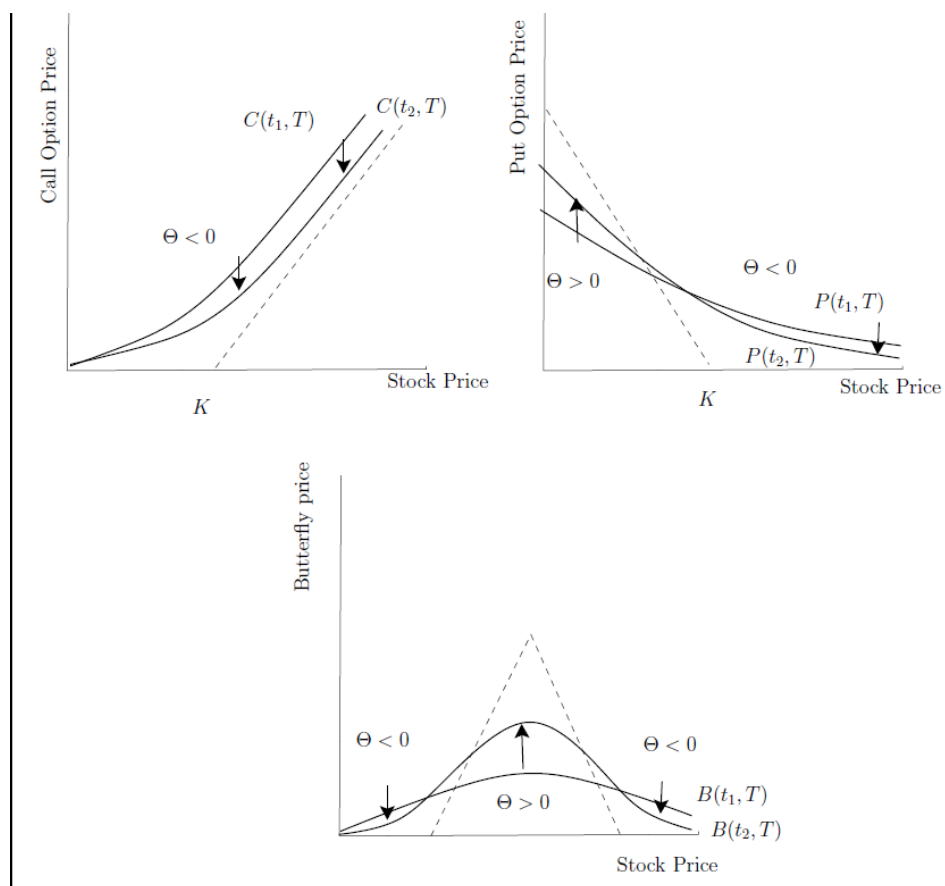 Call Option Price
C(t₁, T)
C(t₂, T)
Θ < 0
Stock Price
K
Put Option Price
Θ > 0
Θ < 0
P(t₁, T)
P(t₂, T)
Stock Price
K
Butterfly price
Θ < 0
Θ > 0
Θ < 0
B(t₁, T)
B(t₂, T)
Stock Price